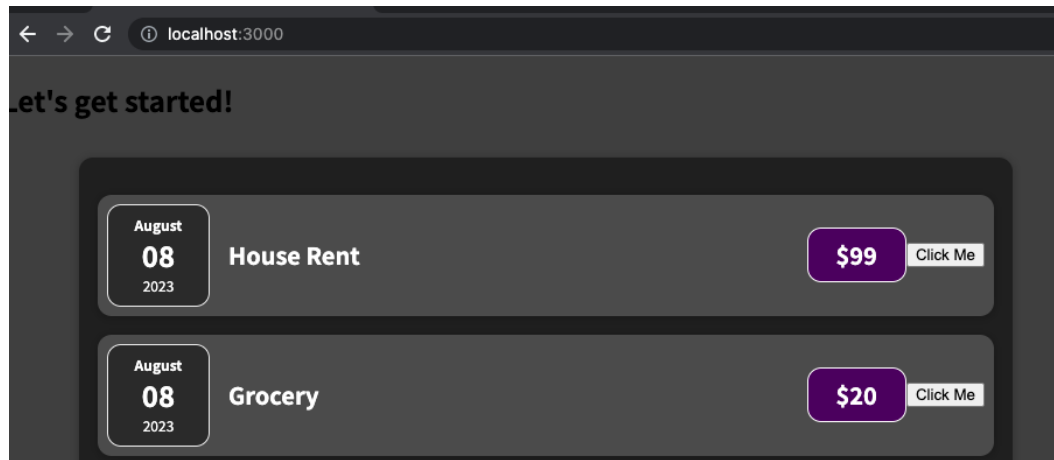 localhost:3000
Let's get started!
August
08
2023
House Rent
$99
Click Me
August
08
2023
Grocery
$20
Click Me